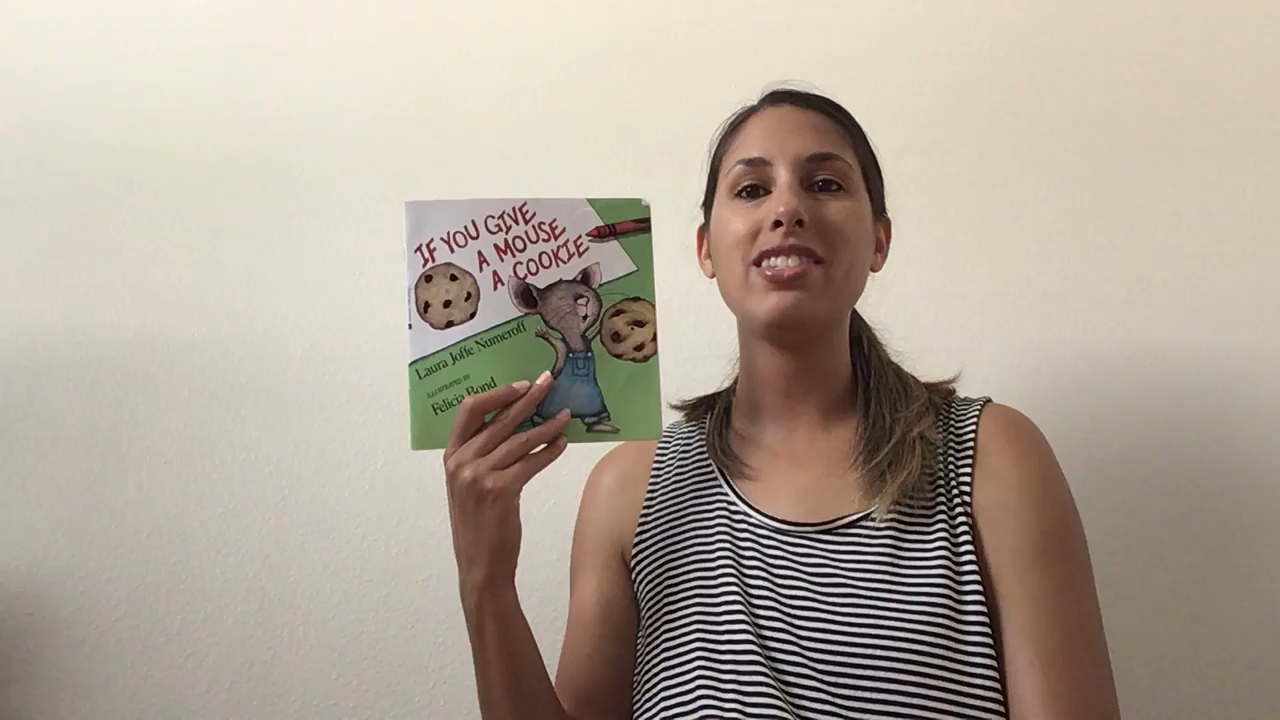 IF YOU GIVE
A MOUSE
A COOKIE
Laura Joffe Numeroff
ILLUSTRATED BY
Felicia Bond